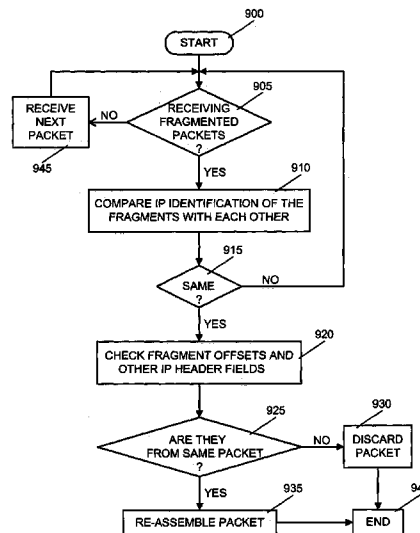 900
START
905
RECEIVE
NEXT
PACKET
NO
RECEIVING
FRAGMENTED
PACKETS
?
945
YES
910
COMPARE IP IDENTIFICATION OF THE
FRAGMENTS WITH EACH OTHER
915
SAME
?
NO
YES
920
CHECK FRAGMENT OFFSETS AND
OTHER IP HEADER FIELDS
925
930
ARE THEY
FROM SAME PACKET
?
NO
DISCARD
PACKET
YES
935
94
RE-ASSEMBLE PACKET
END